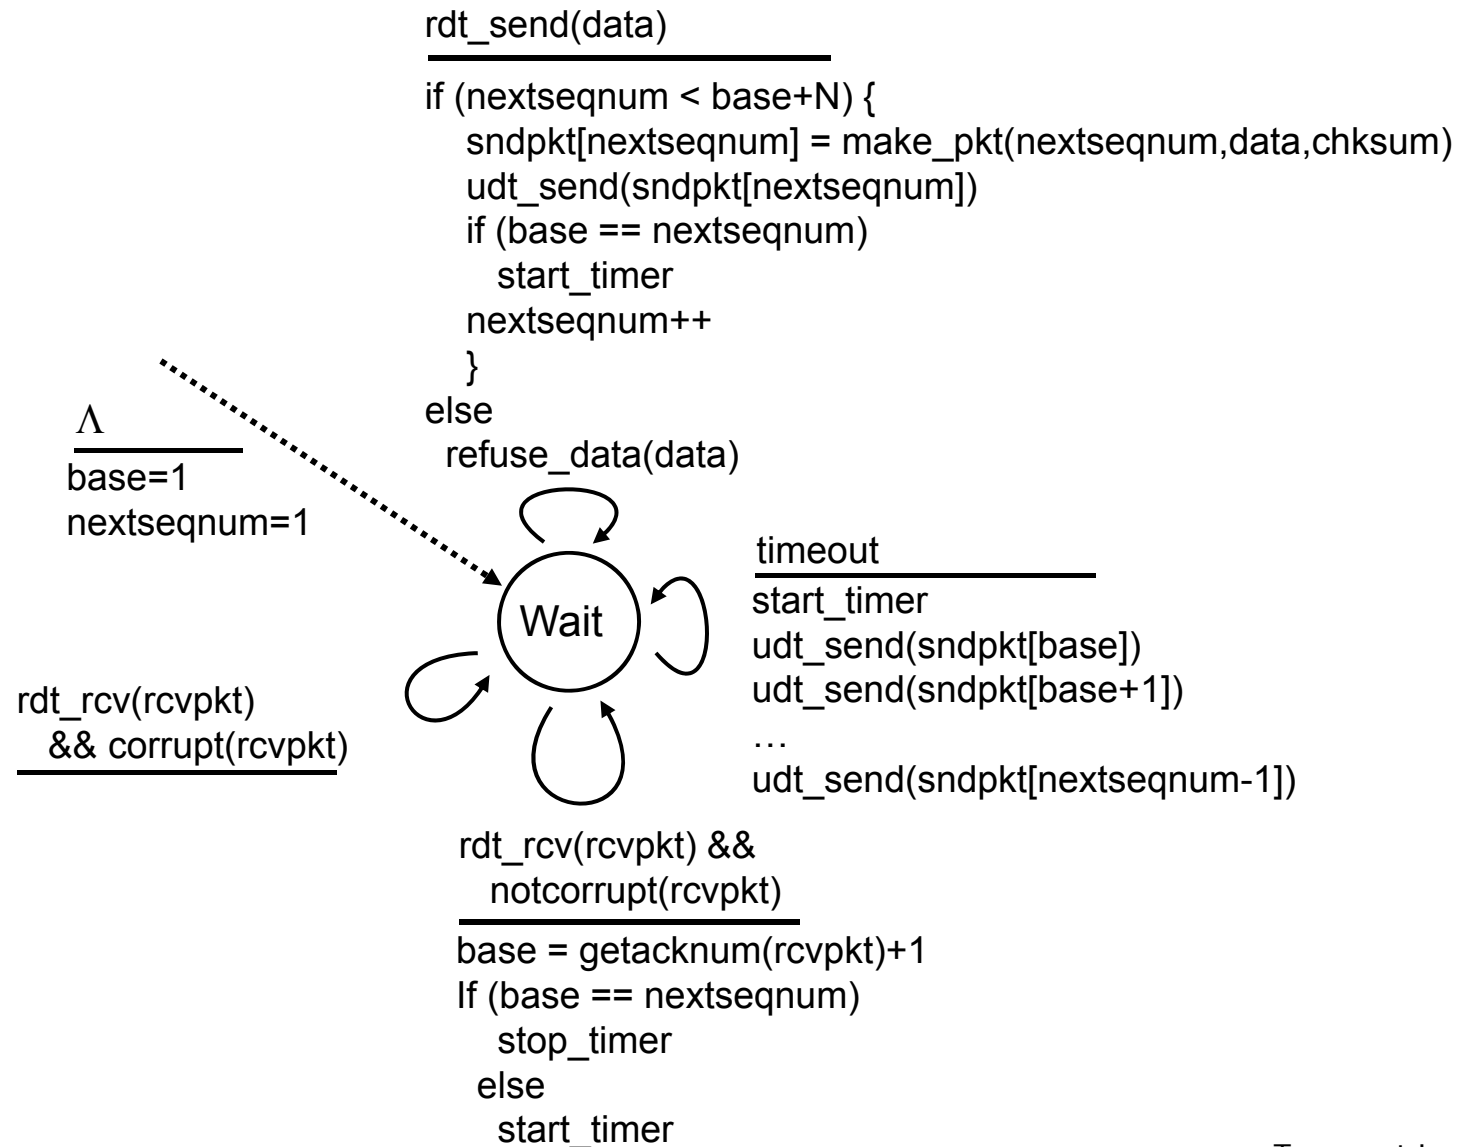 rdt_send(data)
if (nextseqnum < base+N) {
sndpkt[nextseqnum] = make_pkt(nextseqnum,data,chksum)
udt_send(sndpkt[nextseqnum])
if (base == nextseqnum)
start_timer
nextseqnum++
}
else
refuse_data(data)
Λ
base=1
nextseqnum=1
Wait
timeout
start_timer
udt_send(sndpkt[base])
udt_send(sndpkt[base+1])
…
udt_send(sndpkt[nextseqnum-1])
rdt_rcv(rcvpkt)
&& corrupt(rcvpkt)
rdt_rcv(rcvpkt) &&
notcorrupt(rcvpkt)
base = getacknum(rcvpkt)+1
If (base == nextseqnum)
stop_timer
else
start_timer